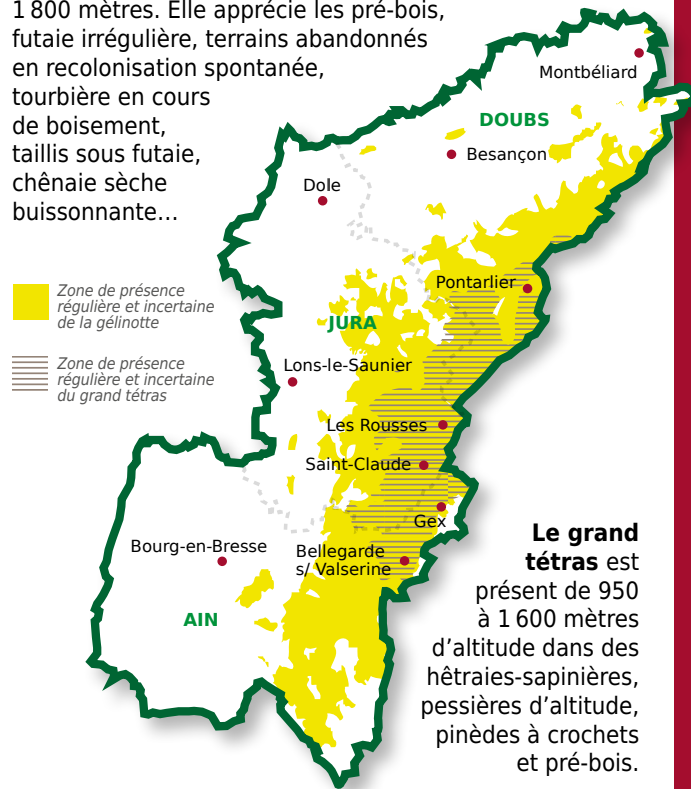 1 800 mètres. Elle apprécie les pré-bois,
futaie irrégulière, terrains abandonnés
en recolonisation spontanée,
tourbière en cours
de boisement,
taillis sous futaie,
chênaie sèche
buissonnante…
Montbéliard
DOUBS
Besançon
Dole
Pontarlier
Zone de présence
régulière et incertaine
de la gélinotte
JURA
Zone de présence
régulière et incertaine
du grand tétras
Lons-le-Saunier
Les Rousses
Saint-Claude
Gex
Bourg-en-Bresse
Bellegarde
s/ Valserine
AIN
Le grand
tétras est
présent de 950
à 1 600 mètres
d’altitude dans des
hêtraies-sapinières,
pessières d’altitude,
pinèdes à crochets
et pré-bois.